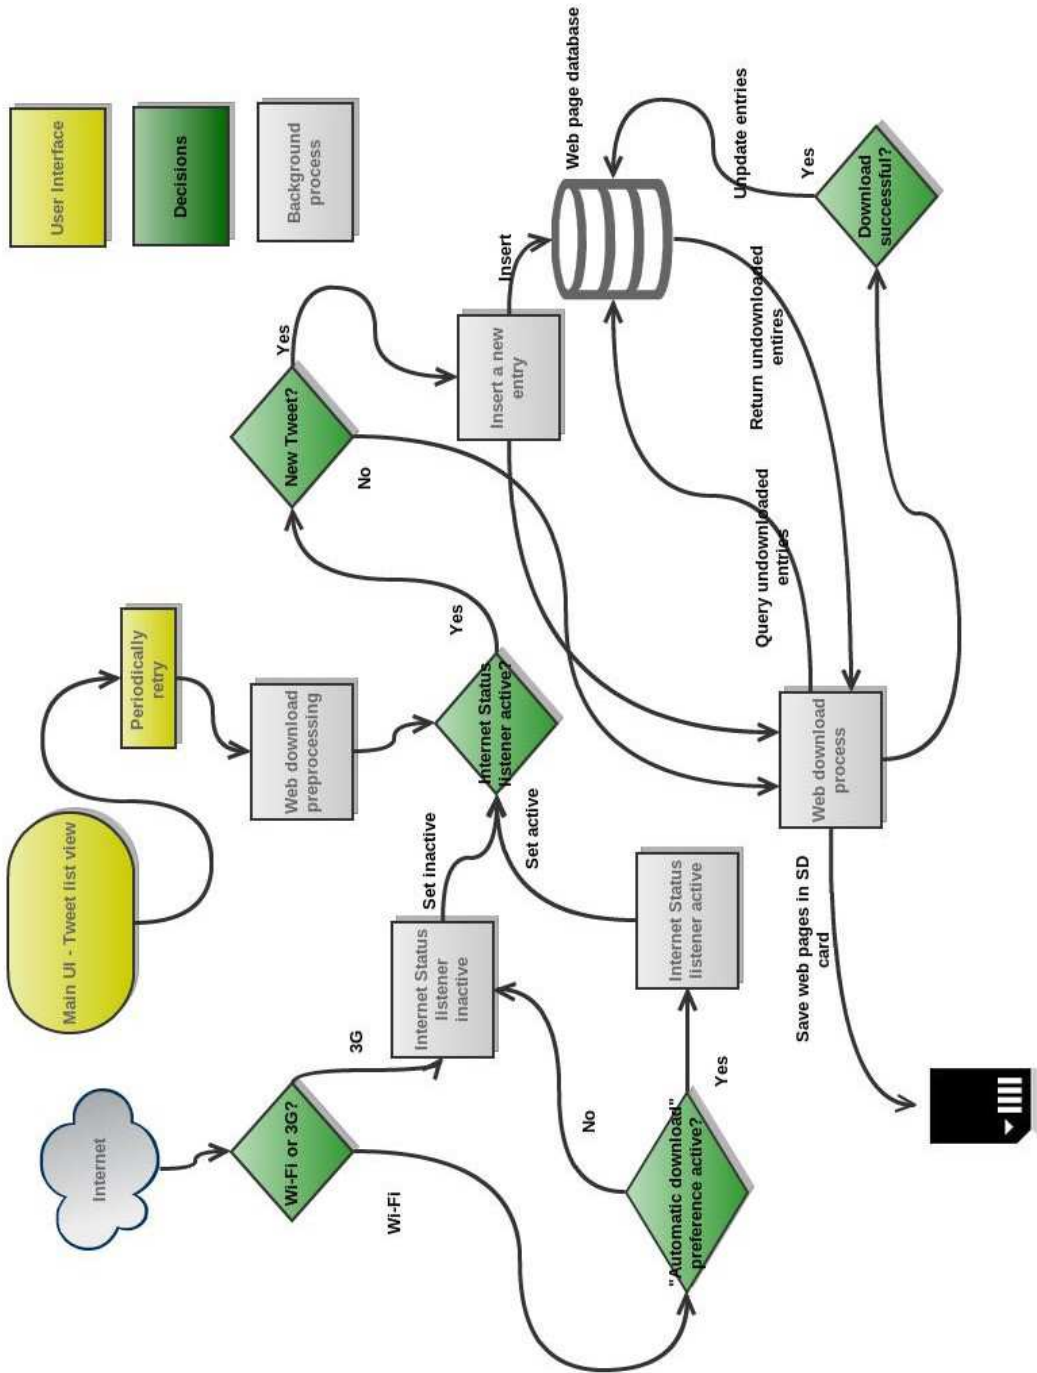 Internet
Main UI - Tweet list view
Periodically
retry
User Interface
Decisions
Background
process
Wi-Fi or 3G?
3G
Wi-Fi
Web download
preprocessing
New Tweet?
Yes
No
Internet Status
listener
inactive
Set inactive
Internet Status
listener active?
Yes
Set active
Insert a new
entry
Insert
Web page database
"Automatic download"
preference active?
No
Yes
Internet Status
listener active
Query undownloaded
entries
Return undownloaded
entires
Unpdate entries
Yes
Save web pages in SD
card
Web download
process
Download
successful?